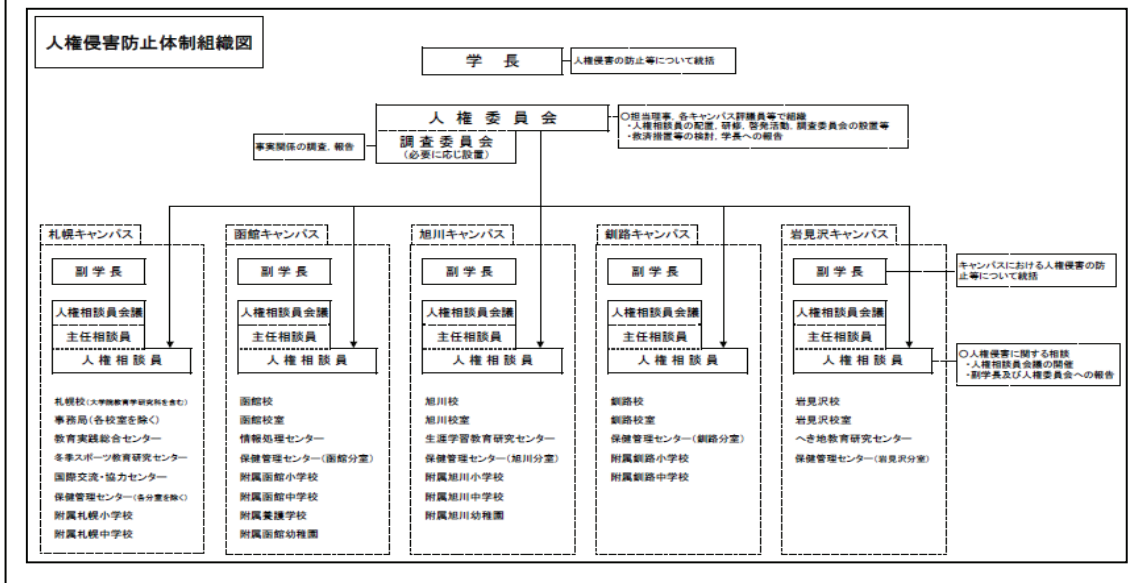 人権侵害防止体制組織図
学 長
人権侵害の防止等について統括
人 権 委 員 会
調 査 委 員 会
(必要に応じ設置)
事実関係の調査, 報告
○担当理事, 各キャンパス評議員等で組織
・人権相談員の配置, 研修, 啓発活動, 調査委員会の設置等
・救済措置等の検討, 学長への報告
札幌キャンパス
副 学 長
人権相談員会議
主任相談員
人 権 相 談 員
札幌校(大学院教育学研究科を含む)
事務局(各校室を除く)
教育実践総合センター
冬季スポーツ教育研究センター
国際交流・協力センター
保健管理センター(各分室を除く)
附属札幌小学校
附属札幌中学校
函館キャンパス
副 学 長
人権相談員会議
主任相談員
人 権 相 談 員
函館校
函館校室
情報処理センター
保健管理センター(函館分室)
附属函館小学校
附属函館中学校
附属養護学校
附属函館幼稚園
旭川キャンパス
副 学 長
人権相談員会議
主任相談員
人 権 相 談 員
旭川校
旭川校室
生涯学習教育研究センター
保健管理センター(旭川分室)
附属旭川小学校
附属旭川中学校
附属旭川幼稚園
釧路キャンパス
副 学 長
人権相談員会議
主任相談員
人 権 相 談 員
釧路校
釧路校室
保健管理センター(釧路分室)
附属釧路小学校
附属釧路中学校
岩見沢キャンパス
副 学 長
人権相談員会議
主任相談員
人 権 相 談 員
岩見沢校
岩見沢校室
へき地教育研究センター
保健管理センター(岩見沢分室)
キャンパスにおける人権侵害の防
止等について統括
○人権侵害に関する相談
・人権相談員会議の開催
・副学長及び人権委員会への報告